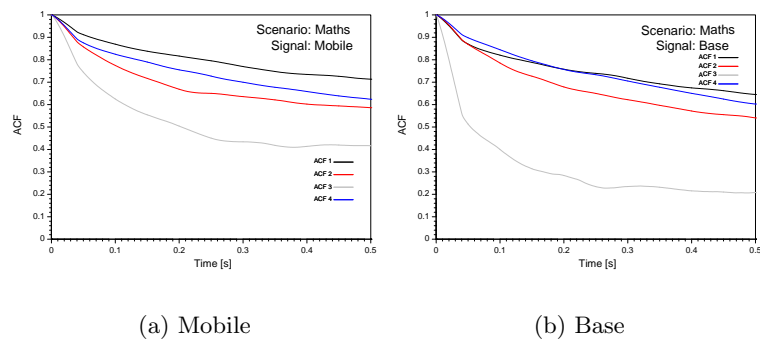 Scenario: Maths
Signal: Mobile
1
0.9
0.8
0.7
0.6
0.5
0.4
0.3
0.2
0.1
0
ACF
ACF 1
ACF 2
ACF 3
ACF 4
0 0.1 0.2 0.3 0.4 0.5
Time [s]
(a) Mobile
Scenario: Maths
Signal: Base
ACF 1
ACF 2
ACF 3
ACF 4
1
0.9
0.8
0.7
0.6
0.5
0.4
0.3
0.2
0.1
0
ACF
0 0.1 0.2 0.3 0.4 0.5
Time [s]
(b) Base